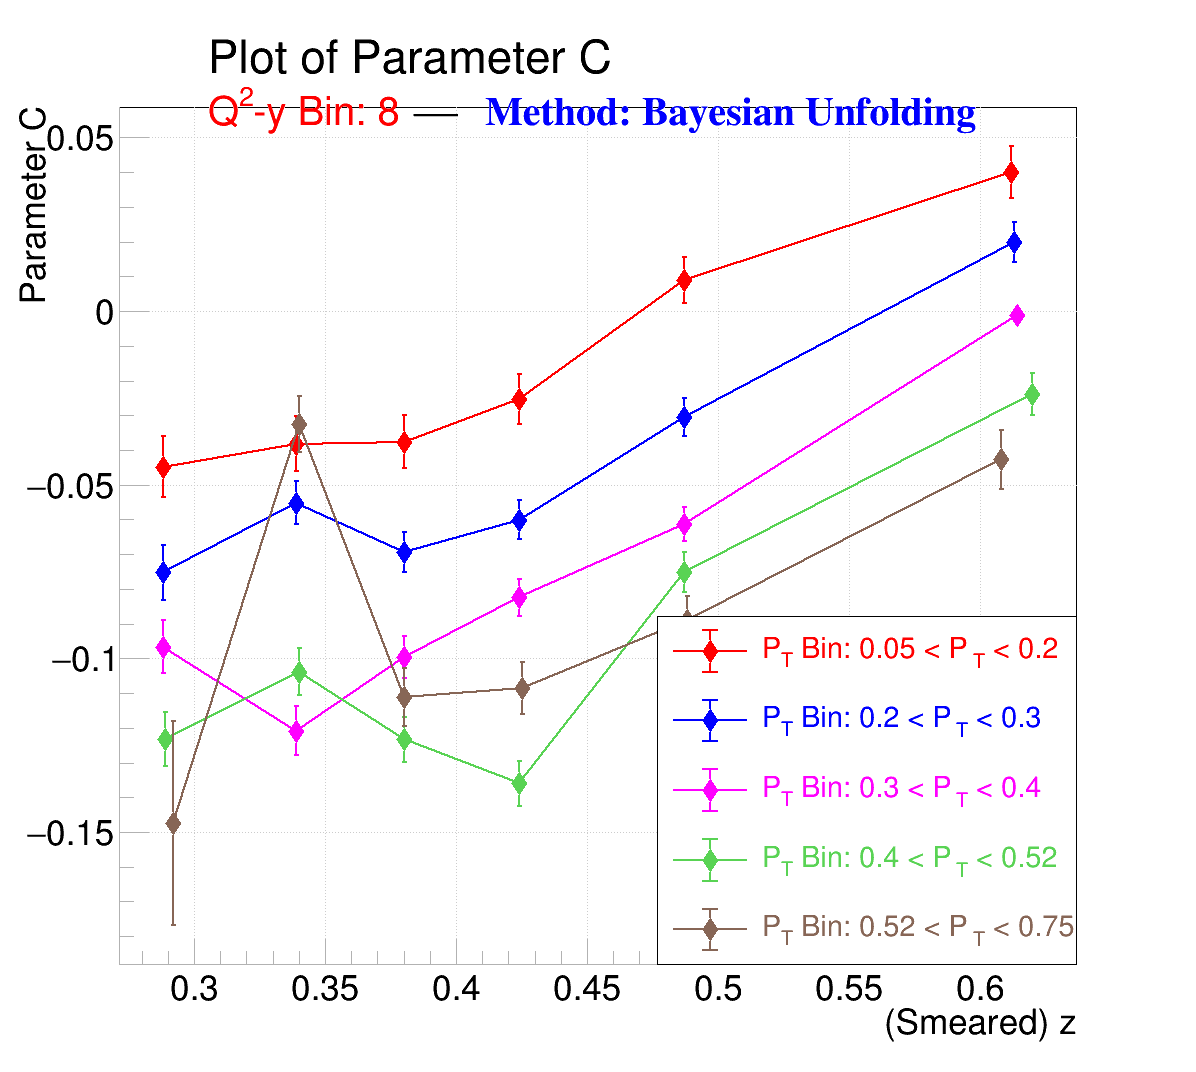 Plot of Parameter C
Q2-y Bin: 8 — Method: Bayesian Unfolding
Parameter C
0.05
0
−0.05
−0.1
−0.15
0.3 0.35 0.4 0.45 0.5 0.55 0.6
(Smeared) z
PT Bin: 0.05 < PT < 0.2
PT Bin: 0.2 < PT < 0.3
PT Bin: 0.3 < PT < 0.4
PT Bin: 0.4 < PT < 0.52
PT Bin: 0.52 < PT < 0.75